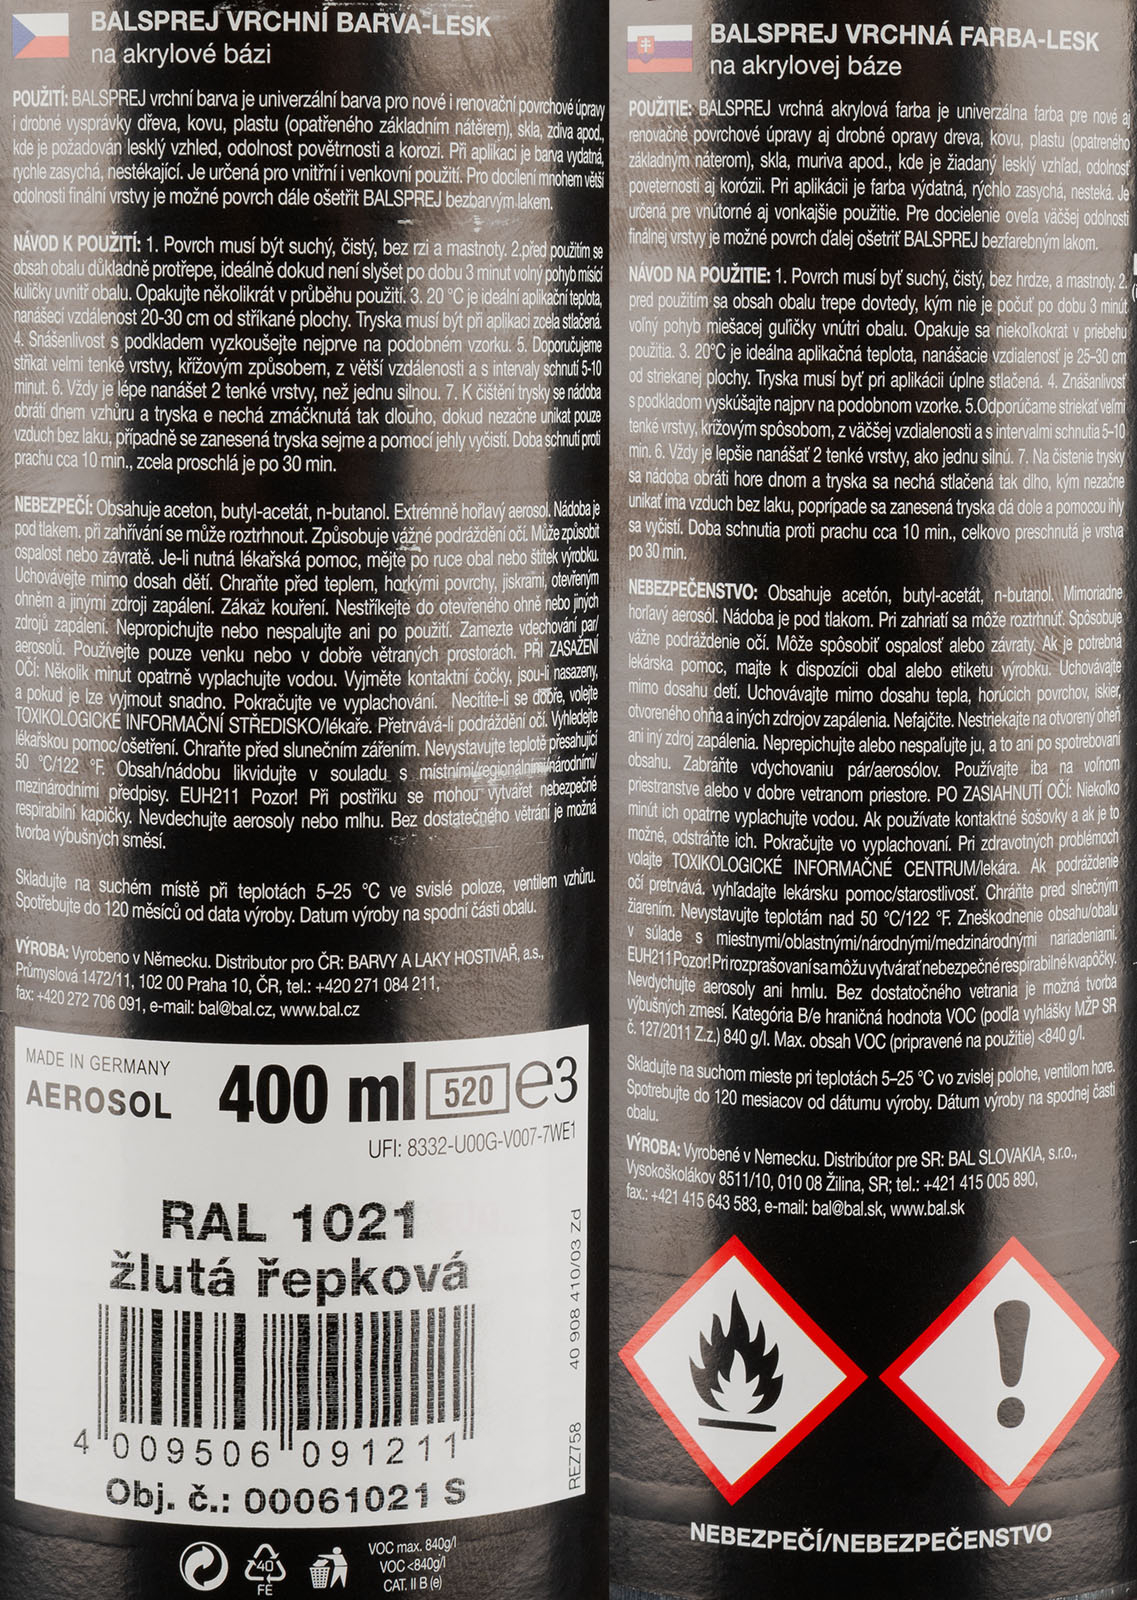 BALSPREJ VRCHNÍ BARVA-LESK
na akrylové bázi
POUŽITÍ: BALSPREJ vrchní barva je univerzální barva pro nové i renovační povrchové úpravy
i drobné vysprávky dřeva, kovu, plastu (opatřeného základním nátěrem), skla, zdiva apod.,
kde je požadován lesklý vzhled, odolnost povětrnosti a korozi. Při aplikaci je barva vydatná,
rychle zasychá, nestékající. Je určená pro vnitřní i venkovní použití. Pro docílení mnohem větší
odolnosti finální vrstvy je možné povrch dále ošetřit BALSPREJ bezbarvým lakem.
NÁVOD K POUŽITÍ: 1. Povrch musí být suchý, čistý, bez rzi a mastnoty. 2.před použitím se
obsah obalu důkladně protřepe, ideálně dokud není slyšet po dobu 3 minut volný pohyb mísící
kuličky uvnitř obalu. Opakujte několikrát v průběhu použití. 3. 20 °C je ideální aplikační teplota,
nanášecí vzdálenost 20-30 cm od stříkané plochy. Tryska musí být při aplikaci zcela stlačená.
4. Snášenlivost s podkladem vyzkoušejte nejprve na podobném vzorku. 5. Doporučujeme
stříkat velmi tenké vrstvy, křížovým způsobem, z větší vzdálenosti a s intervaly schnutí 5-10
minut. 6. Vždy je lépe nanášet 2 tenké vrstvy, než jednu silnou. 7. K čištění trysky se nádoba
obrátí dnem vzhůru a tryska e nechá zmáčknutá tak dlouho, dokud nezačne unikat pouze
vzduch bez laku, případně se zanesená tryska sejme a pomocí jehly vyčistí. Doba schnutí proti
prachu cca 10 min., zcela proschlá je po 30 min.
NEBEZPEČÍ: Obsahuje aceton, butyl-acetát, n-butanol. Extrémně hořlavý aerosol. Nádoba je
pod tlakem. při zahřívání se může roztrhnout. Způsobuje vážné podráždění očí. Může způsobit
ospalost nebo závratě. Je-li nutná lékařská pomoc, mějte po ruce obal nebo štítek výrobku.
Uchovávejte mimo dosah dětí. Chraňte před teplem, horkými povrchy, jiskrami, otevřeným
ohněm a jinými zdroji zapálení. Zákaz kouření. Nestříkejte do otevřeného ohně nebo jiných
zdrojů zapálení. Nepropichujte nebo nespalujte ani po použití. Zamezte vdechování par/
aerosolů. Používejte pouze venku nebo v dobře větraných prostorách. PŘI ZASAŽENÍ
OČÍ: Několik minut opatrně vyplachujte vodou. Vyjměte kontaktní čočky, jsou-li nasazeny,
a pokud je lze vyjmout snadno. Pokračujte ve vyplachování. Necítíte-li se dobře, volejte
TOXIKOLOGICKÉ INFORMAČNÍ STŘEDISKO/lékaře. Přetrvává-li podráždění očí. Vyhledejte
lékařskou pomoc/ošetření. Chraňte před slunečním zářením. Nevystavujte teplotě přesahující
50 °C/122 °F. Obsah/nádobu likvidujte v souladu s místními/regionálními/národními/
mezinárodními předpisy. EUH211 Pozor! Při postřiku se mohou vytvářet nebezpečné
respirabilní kapičky. Nevdechujte aerosoly nebo mlhu. Bez dostatečného větrání je možná
tvorba výbušných směsí.
Skladujte na suchém místě při teplotách 5–25 °C ve svislé poloze, ventilem vzhůru.
Spotřebujte do 120 měsíců od data výroby. Datum výroby na spodní části obalu.
VÝROBA: Vyrobeno v Německu. Distributor pro ČR: BARVY A LAKY HOSTIVAŘ, a.s.,
Průmyslová 1472/11, 102 00 Praha 10, ČR, tel.: +420 271 084 211,
fax: +420 272 706 091, e-mail: bal@bal.cz, www.bal.cz
MADE IN GERMANY
AEROSOL 400 ml 520 e3
UFI: 8332-U00G-V007-7WE1
RAL 1021
žlutá řepková
4 009506 091211
Obj. č.: 00061021 S
REZ758 40 908 410/03 Zd
40
FE
VOC max. 840g/l
VOC <840g/l
CAT. II B (e)
BALSPREJ VRCHNÁ FARBA-LESK
na akrylovej báze
POUŽITIE: BALSPREJ vrchná akrylová farba je univerzálna farba pre nové aj
renovačné povrchové úpravy aj drobné opravy dreva, kovu, plastu (opatreného
základným náterom), skla, muriva apod., kde je žiadaný lesklý vzhľad, odolnosť
poveternosti aj korózii. Pri aplikácii je farba výdatná, rýchlo zasychá, nesteká. Je
určená pre vnútorné aj vonkajšie použitie. Pre docielenie oveľa väčšej odolnosti
finálnej vrstvy je možné povrch ďalej ošetriť BALSPREJ bezfarebným lakom.
NÁVOD NA POUŽITIE: 1. Povrch musí byť suchý, čistý, bez hrdze, a mastnoty. 2.
pred použitím sa obsah obalu trepe dovtedy, kým nie je počuť po dobu 3 minút
voľný pohyb miešacej guľičky vnútri obalu. Opakuje sa niekoľkokrat v priebehu
použitia. 3. 20°C je ideálna aplikačná teplota, nanášacie vzdialenosť je 25-30 cm
od striekanej plochy. Tryska musí byť pri aplikácii úplne stlačená. 4. Znášanlivosť
s podkladom vyskúšajte najprv na podobnom vzorke. 5.Odporúčame striekať veľmi
tenké vrstvy, krížovým spôsobom, z väčšej vzdialenosti a s intervalmi schnutia 5–10
min. 6. Vždy je lepšie nanášať 2 tenké vrstvy, ako jednu silnú. 7. Na čistenie trysky
sa nádoba obráti hore dnom a tryska sa nechá stlačená tak dlho, kým nezačne
unikať ima vzduch bez laku, poprípade sa zanesená tryska dá dole a pomocou ihly
sa vyčistí. Doba schnutia proti prachu cca 10 min., celkovo preschnutá je vrstva
po 30 min.
NEBEZPEČENSTVO: Obsahuje acetón, butyl-acetát, n-butanol. Mimoriadne
horľavý aerosól. Nádoba je pod tlakom. Pri zahriatí sa môže roztrhnúť. Spôsobuje
vážne podráždenie očí. Môže spôsobiť ospalosť alebo závraty. Ak je potrebná
lekárska pomoc, majte k dispozícii obal alebo etiketu výrobku. Uchovávajte
mimo dosahu detí. Uchovávajte mimo dosahu tepla, horúcich povrchov, iskier,
otvoreného ohňa a iných zdrojov zapálenia. Nefajčite. Nestriekajte na otvorený oheň
ani iný zdroj zapálenia. Neprepichujte alebo nespaľujte ju, a to ani po spotrebovaní
obsahu. Zabráňte vdychovaniu pár/aerosólov. Používajte iba na voľnom
priestranstve alebo v dobre vetranom priestore. PO ZASIAHNUTÍ OČÍ: Niekoľko
minút ich opatrne vyplachujte vodou. Ak používate kontaktné šošovky a ak je to
možné, odstráňte ich. Pokračujte vo vyplachovaní. Pri zdravotných problémoch
volajte TOXIKOLOGICKÉ INFORMAČNÉ CENTRUM/lekára. Ak podráždenie
očí pretrvává. vyhľadajte lekársku pomoc/starostlivosť. Chráňte pred slnečným
žiarením. Nevystavujte teplotám nad 50 °C/122 °F. Zneškodnenie obsahu/obalu
v súlade s miestnymi/oblastnými/národnými/medzinárodnými nariadeniami.
EUH211 Pozor! Pri rozprašovaní sa môžu vytvárať nebezpečné respirabilné kvapôčky.
Nevdychujte aerosoly ani hmlu. Bez dostatočného vetrania je možná tvorba
výbušných zmesí. Kategória B/e hraničná hodnota VOC (podľa vyhlášky MŽP SR
č. 127/2011 Z.z.) 840 g/l. Max. obsah VOC (pripravené na použitie) <840 g/l.
Skladujte na suchom mieste pri teplotách 5–25 °C vo zvislej polohe, ventilom hore.
Spotrebujte do 120 mesiacov od dátumu výroby. Dátum výroby na spodnej časti
obalu.
VÝROBA: Vyrobené v Nemecku. Distribútor pre SR: BAL SLOVAKIA, s.r.o.,
Vysokoškolákov 8511/10, 010 08 Žilina, SR; tel.: +421 415 005 890,
fax.: +421 415 643 583, e-mail: bal@bal.sk, www.bal.sk
NEBEZPEČÍ/NEBEZPEČENSTVO